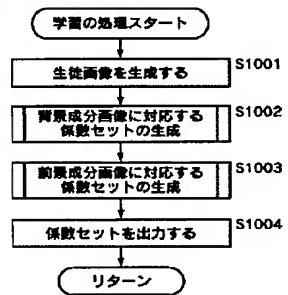 学習の処理スタート
生徒画像を生成する
S1001
背景成分画像に対応する
係数セットの生成
S1002
前景成分画像に対応する
係数セットの生成
S1003
係数セットを出力する
S1004
リターン